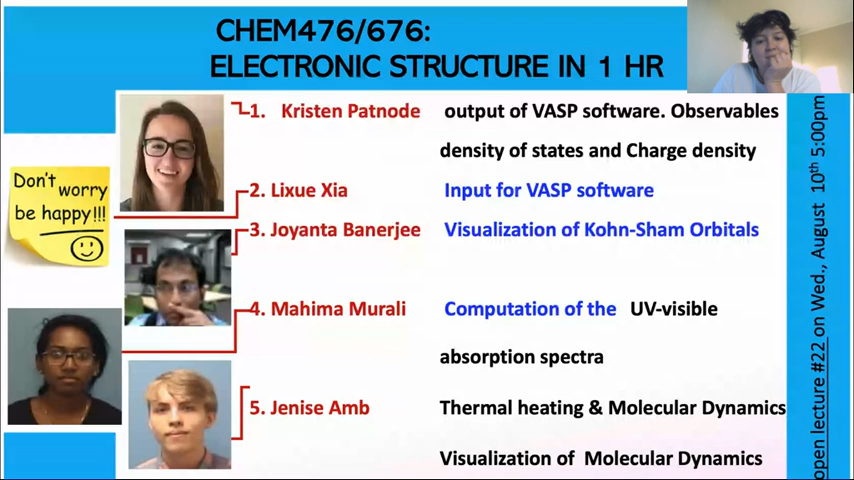 CHEM476/676:
ELECTRONIC STRUCTURE IN 1 HR
1. Kristen Patnode output of VASP software. Observables
density of states and Charge density
Don't worry
be happy!!!
2. Lixue Xia Input for VASP software
3. Joyanta Banerjee Visualization of Kohn-Sham Orbitals
4. Mahima Murali Computation of the UV-visible
absorption spectra
5. Jenise Amb Thermal heating & Molecular Dynamics
Visualization of Molecular Dynamics
open lecture #22 on Wed., August 10th 5:00pm